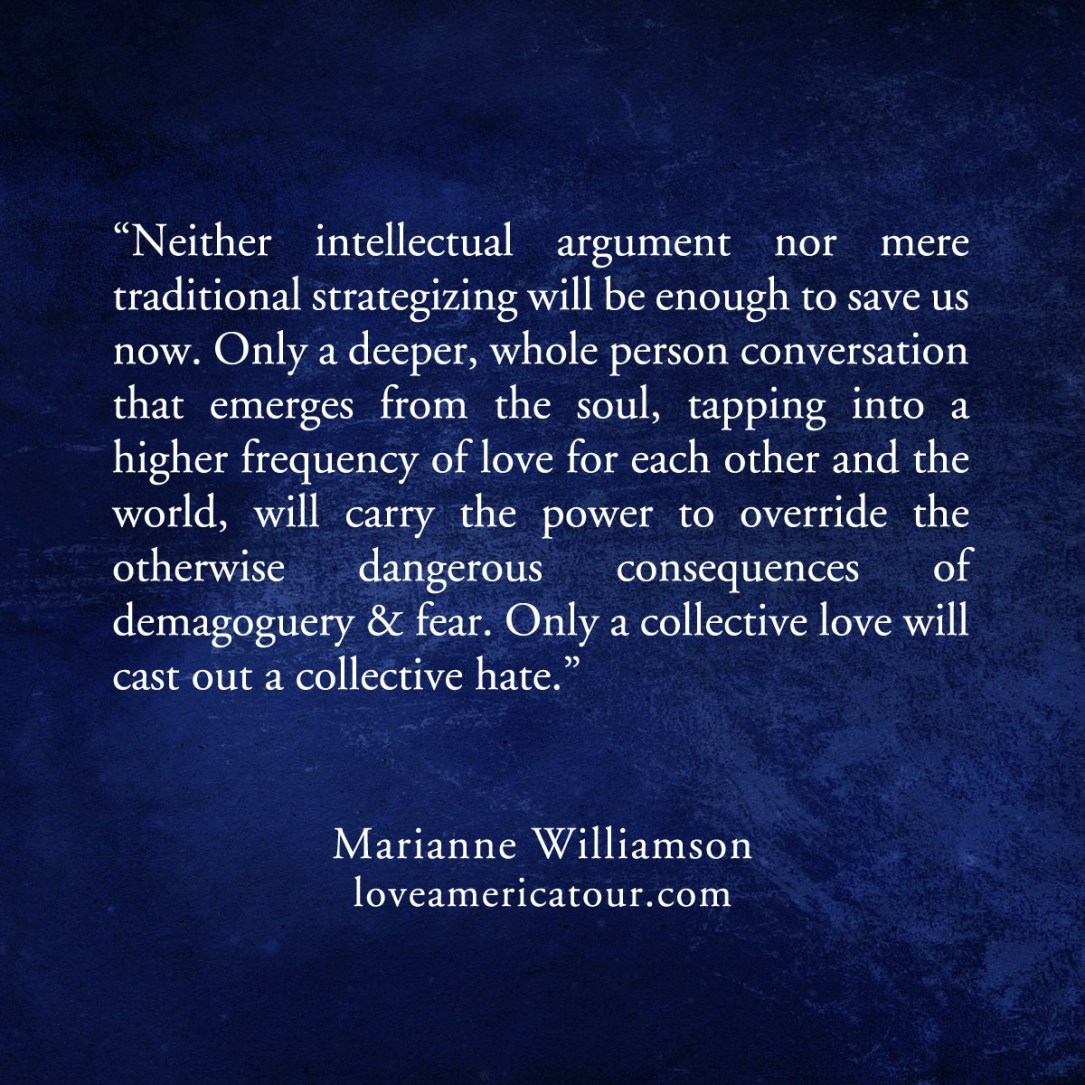 “Neither intellectual argument nor mere
traditional strategizing will be enough to save us
now. Only a deeper, whole person conversation
that emerges from the soul, tapping into a
higher frequency of love for each other and the
world, will carry the power to override the
otherwise dangerous consequences of
demagoguery & fear. Only a collective love will
cast out a collective hate.”
Marianne Williamson
loveamericatour.com